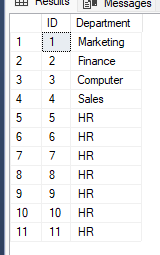 Results Messages
ID Department
1 1 Marketing
2 2 Finance
3 3 Computer
4 4 Sales
5 5 HR
6 6 HR
7 7 HR
8 8 HR
9 9 HR
10 10 HR
11 11 HR